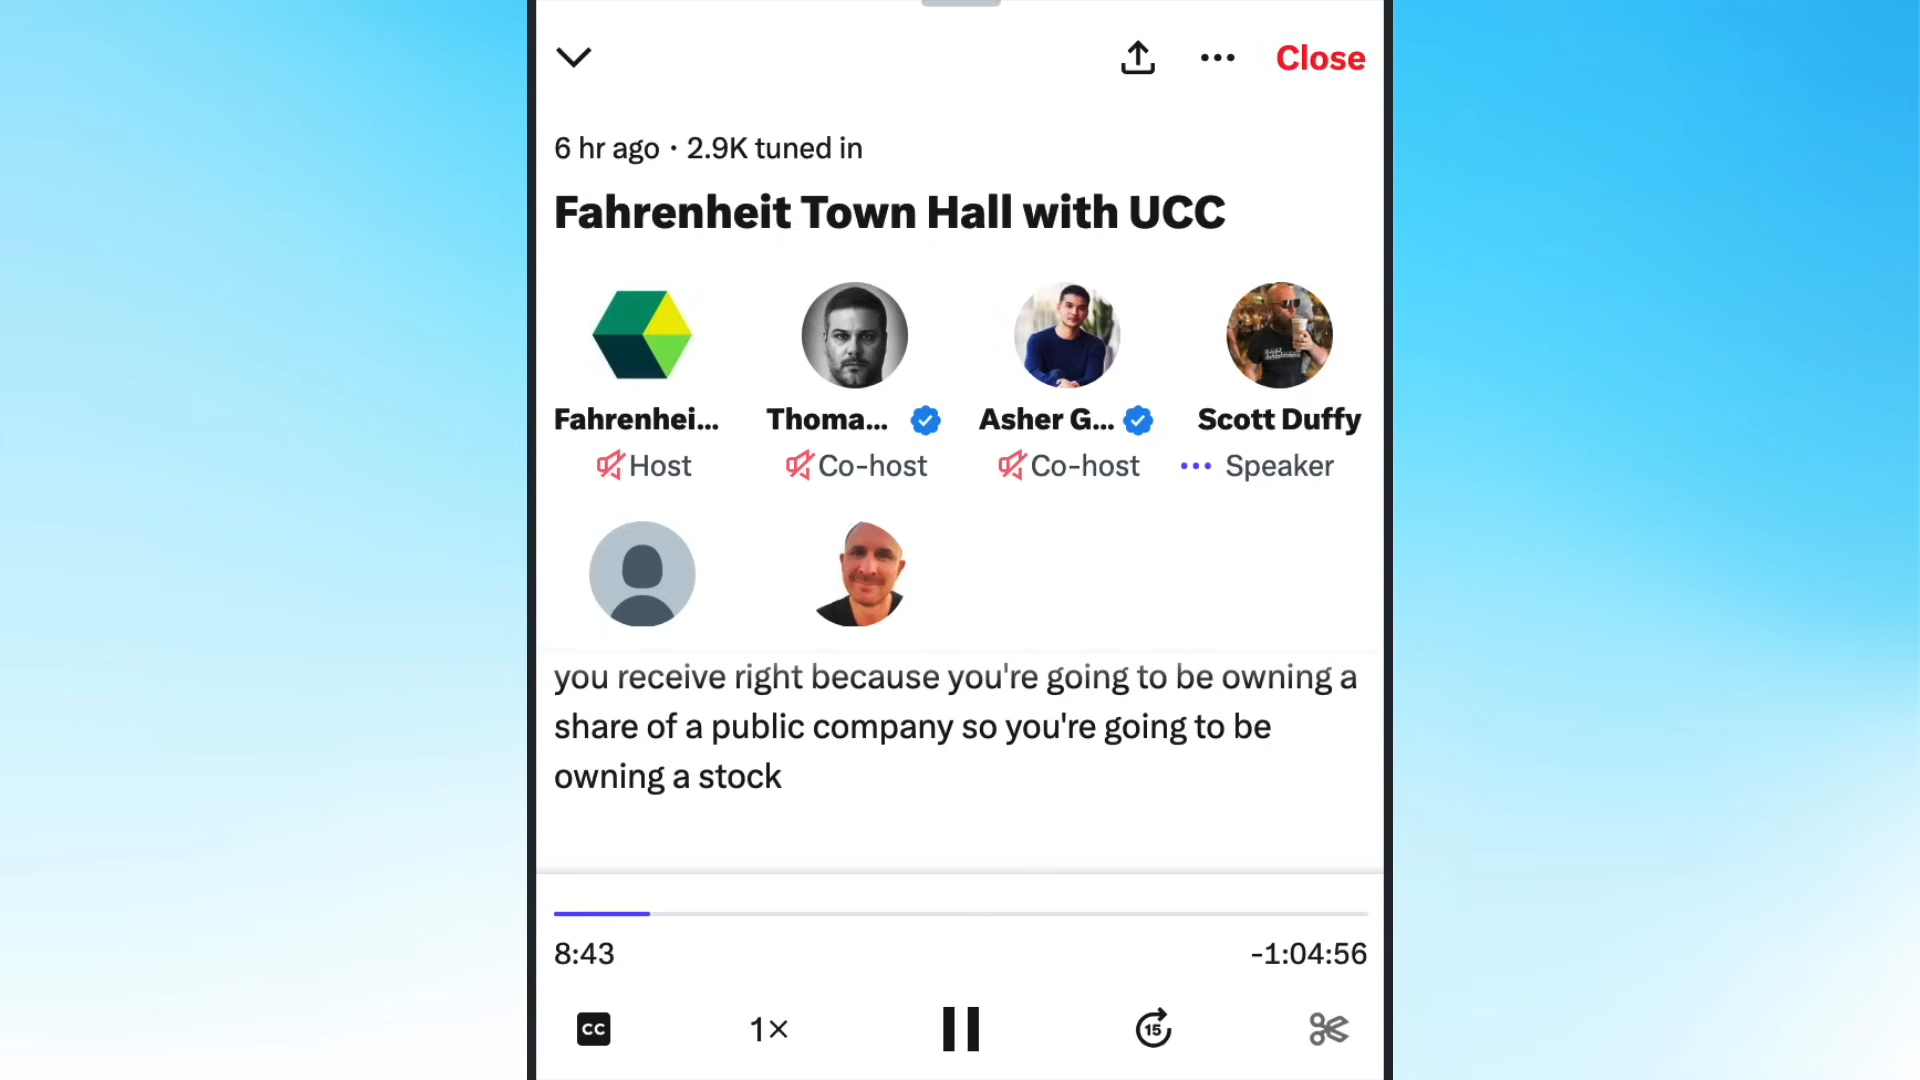 Close
6 hr ago · 2.9K tuned in
Fahrenheit Town Hall with UCC
Fahrenhei... Thoma... Asher G... Scott Duffy
Host Co-host Co-host Speaker
you receive right because you're going to be owning a
share of a public company so you're going to be
owning a stock
8:43 -1:04:56
CC 1× 15